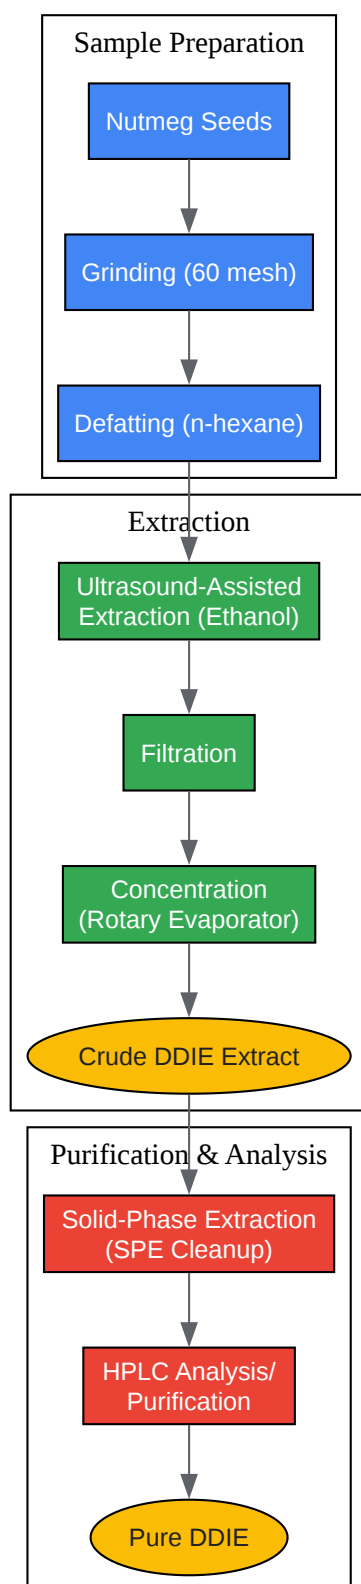 Sample Preparation
Nutmeg Seeds
Grinding (60 mesh)
Defatting (n-hexane)
Extraction
Ultrasound-Assisted
Extraction (Ethanol)
Filtration
Concentration
(Rotary Evaporator)
Crude DDIE Extract
Purification & Analysis
Solid-Phase Extraction
(SPE Cleanup)
HPLC Analysis/
Purification
Pure DDIE